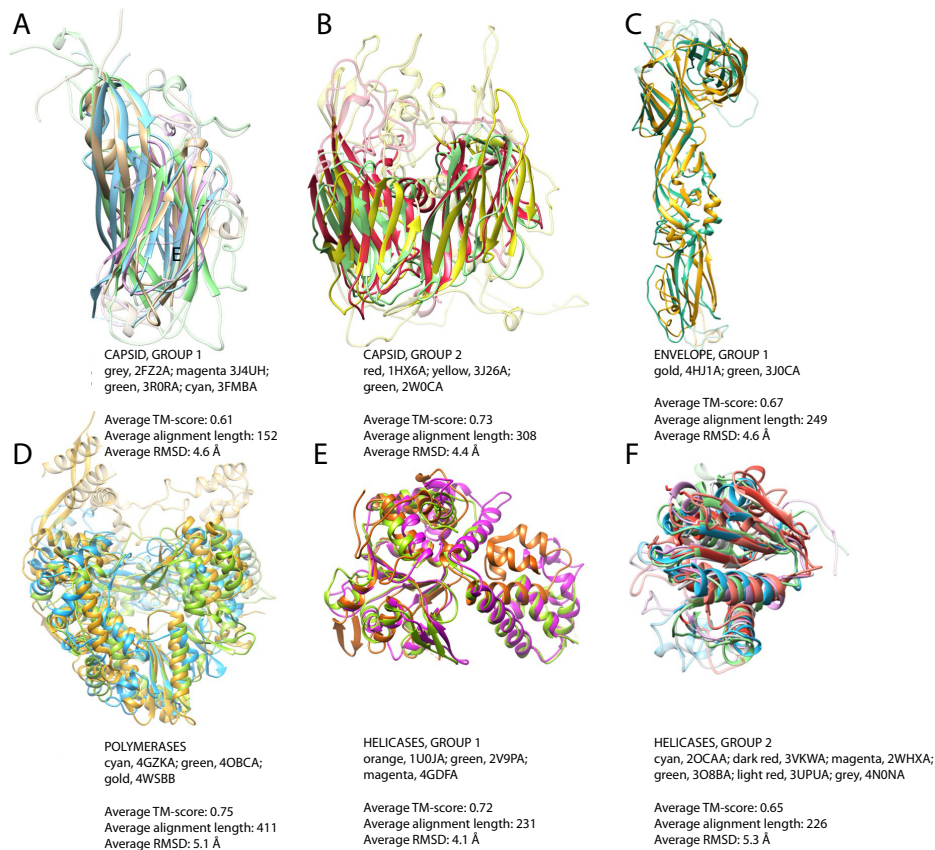 A
B
C
E
CAPSID, GROUP 1
grey, 2FZ2A; magenta 3J4UH;
green, 3R0RA; cyan, 3FMBA
Average TM-score: 0.61
Average alignment length: 152
Average RMSD: 4.6 Å
CAPSID, GROUP 2
red, 1HX6A; yellow, 3J26A;
green, 2W0CA
Average TM-score: 0.73
Average alignment length: 308
Average RMSD: 4.4 Å
ENVELOPE, GROUP 1
gold, 4HJ1A; green, 3J0CA
Average TM-score: 0.67
Average alignment length: 249
Average RMSD: 4.6 Å
D
E
F
POLYMERASES
cyan, 4GZKA; green, 4OBCA;
gold, 4WSBB
Average TM-score: 0.75
Average alignment length: 411
Average RMSD: 5.1 Å
HELICASES, GROUP 1
orange, 1U0JA; green, 2V9PA;
magenta, 4GDFA
Average TM-score: 0.72
Average alignment length: 231
Average RMSD: 4.1 Å
HELICASES, GROUP 2
cyan, 2OCAA; dark red, 3VKWA; magenta, 2WHXA;
green, 3O8BA; light red, 3UPUA; grey, 4N0NA
Average TM-score: 0.65
Average alignment length: 226
Average RMSD: 5.3 Å